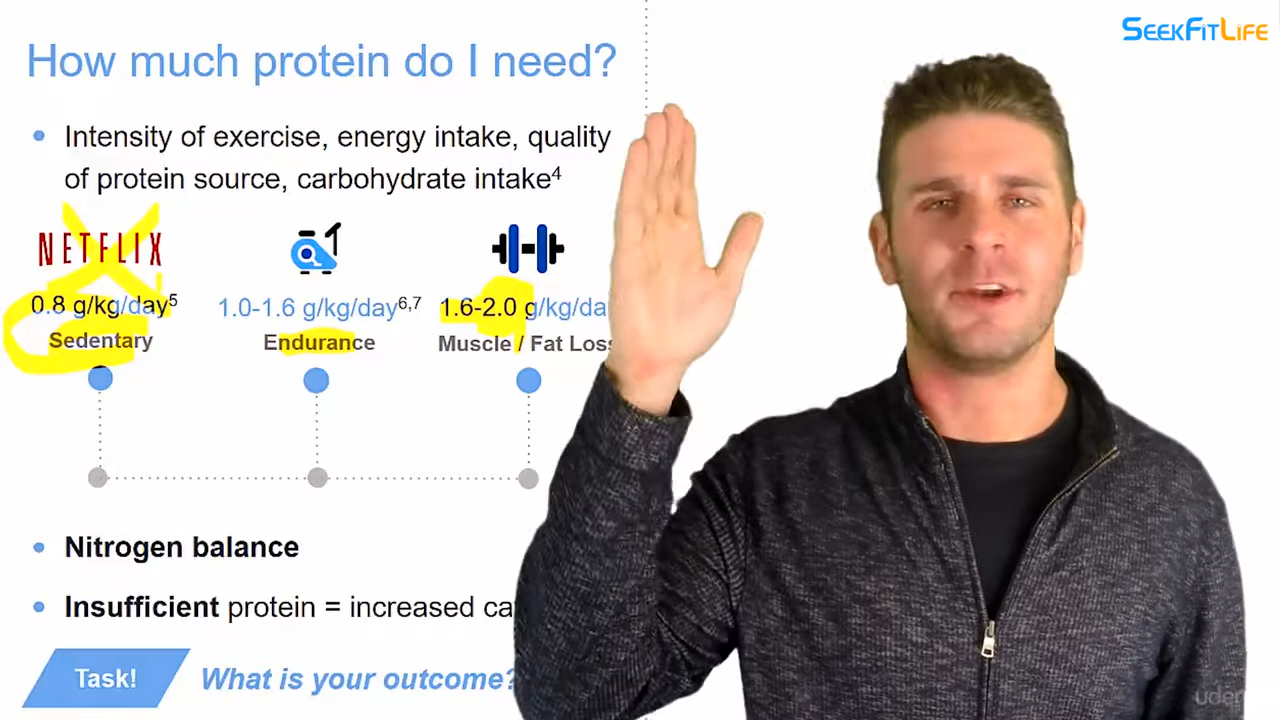 SEEKFITLIFE
How much protein do I need?
Intensity of exercise, energy intake, quality
of protein source, carbohydrate intake⁴
NETFLIX
0.8 g/kg/day⁵ 1.0-1.6 g/kg/day⁶,⁷ 1.6-2.0 g/kg/da
Sedentary Endurance Muscle / Fat Loss
Nitrogen balance
Insufficient protein = increased ca
Task! What is your outcome?